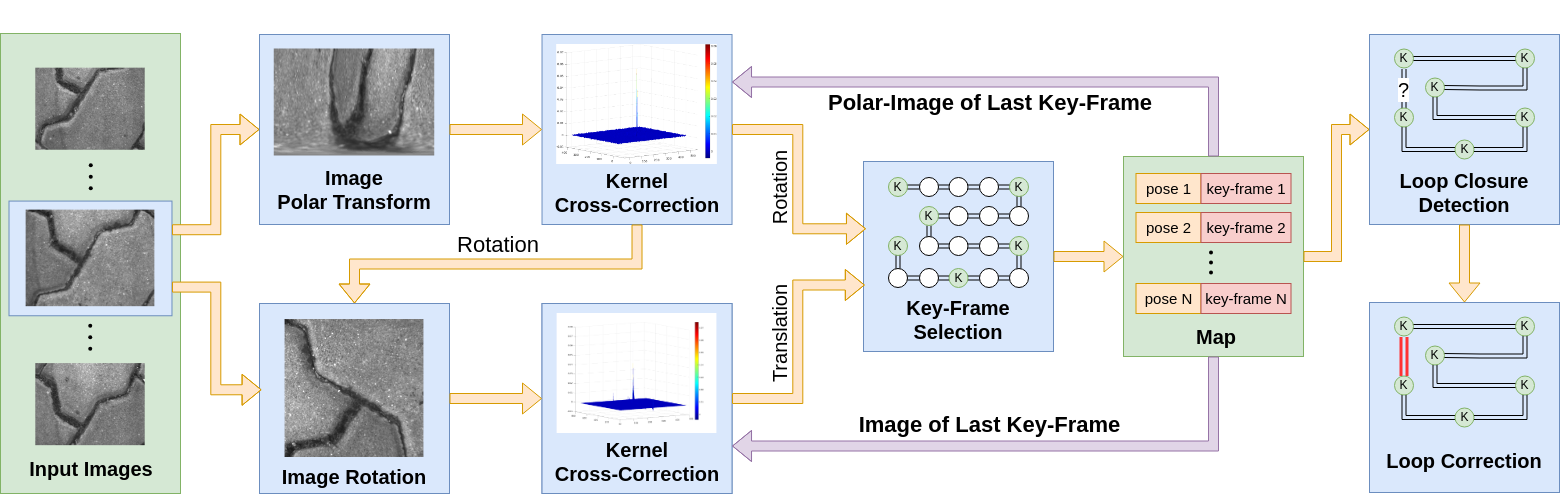 Input Images
Image
Polar Transform
Kernel
Cross-Correction
Rotation
Image Rotation
Kernel
Cross-Correction
Rotation
Translation
Polar-Image of Last Key-Frame
Image of Last Key-Frame
K
K
K
K
K
K
Key-Frame
Selection
pose 1 key-frame 1
pose 2 key-frame 2
pose N key-frame N
Map
K
K
?
K
K
K
K
Loop Closure
Detection
K
K
K
K
K
K
Loop Correction